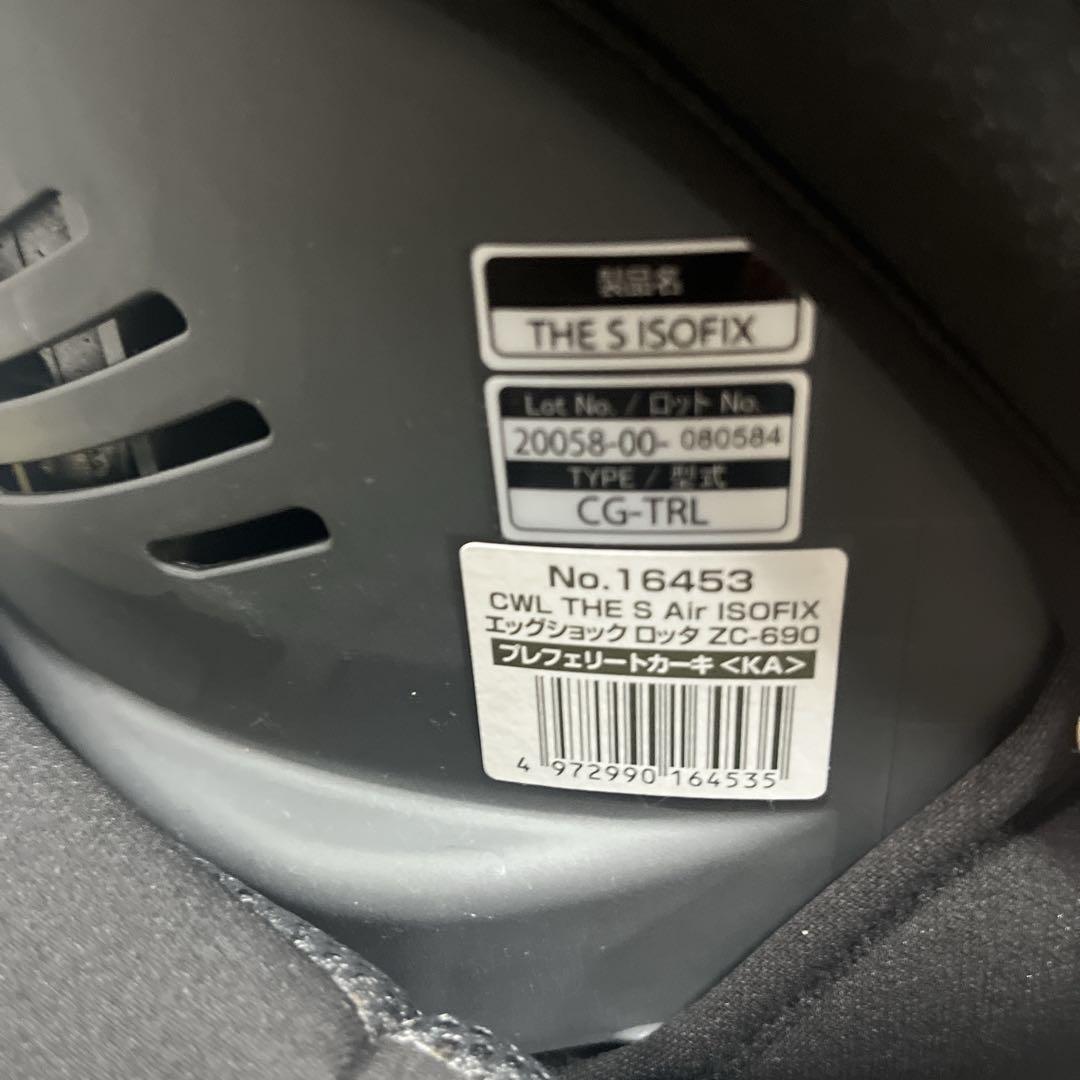 製品名
THE S ISOFIX
Lot No. / ロット No.
20058-00- 080584
TYPE / 型式
CG-TRL
No.16453
CWL THE S Air ISOFIX
エッグショック ロッタ ZC-690
プレフェリートカーキ <KA>
4 972990 164535